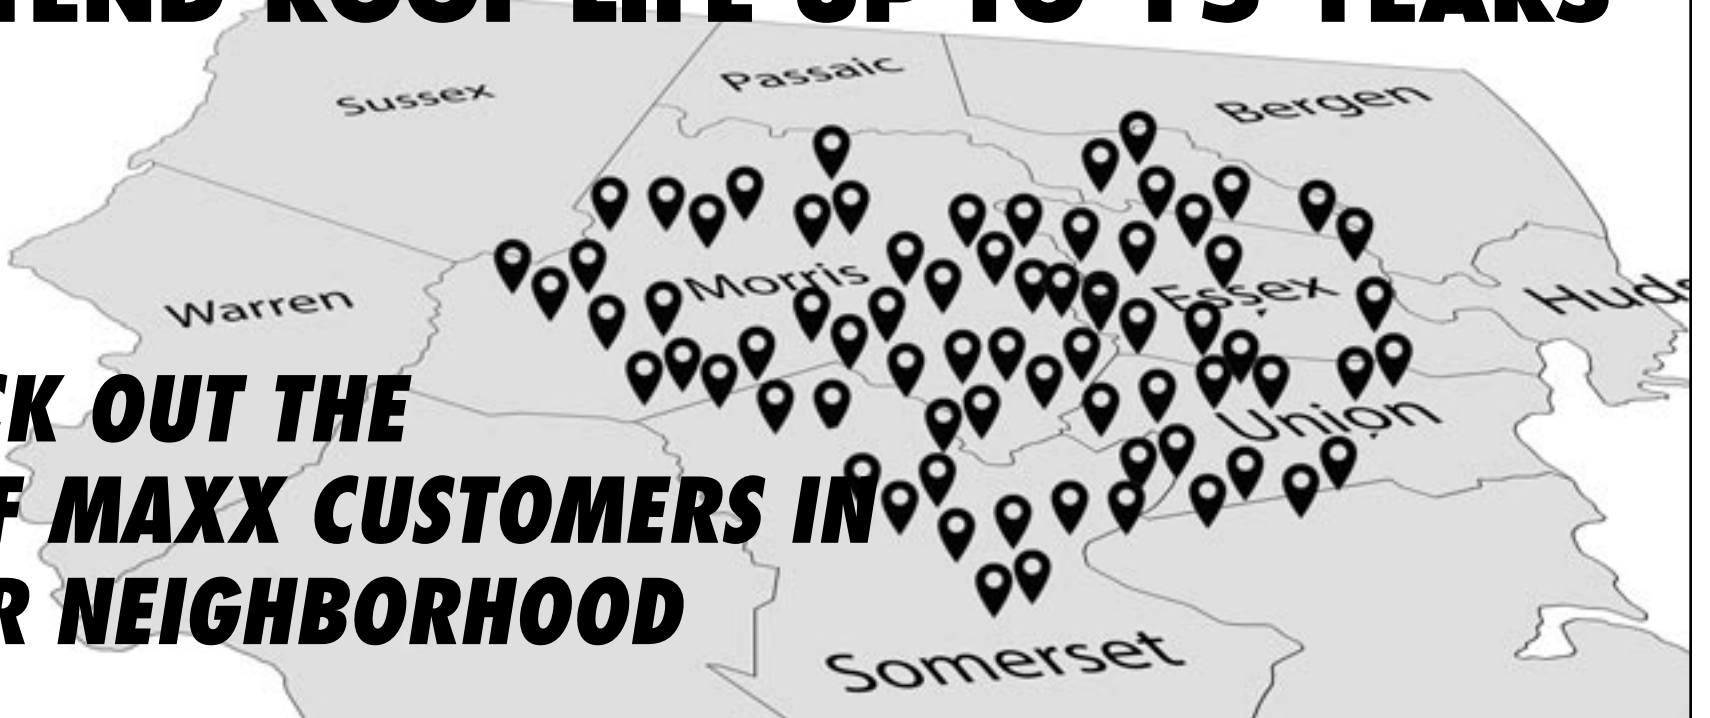 TEND ROOF LIFE UP TO 15 YEARS
Passaic
Sussex
Bergen
Morris
Essex
Warren
Huds
CK OUT THE
Union
F MAXX CUSTOMERS IN
R NEIGHBORHOOD
Somerset